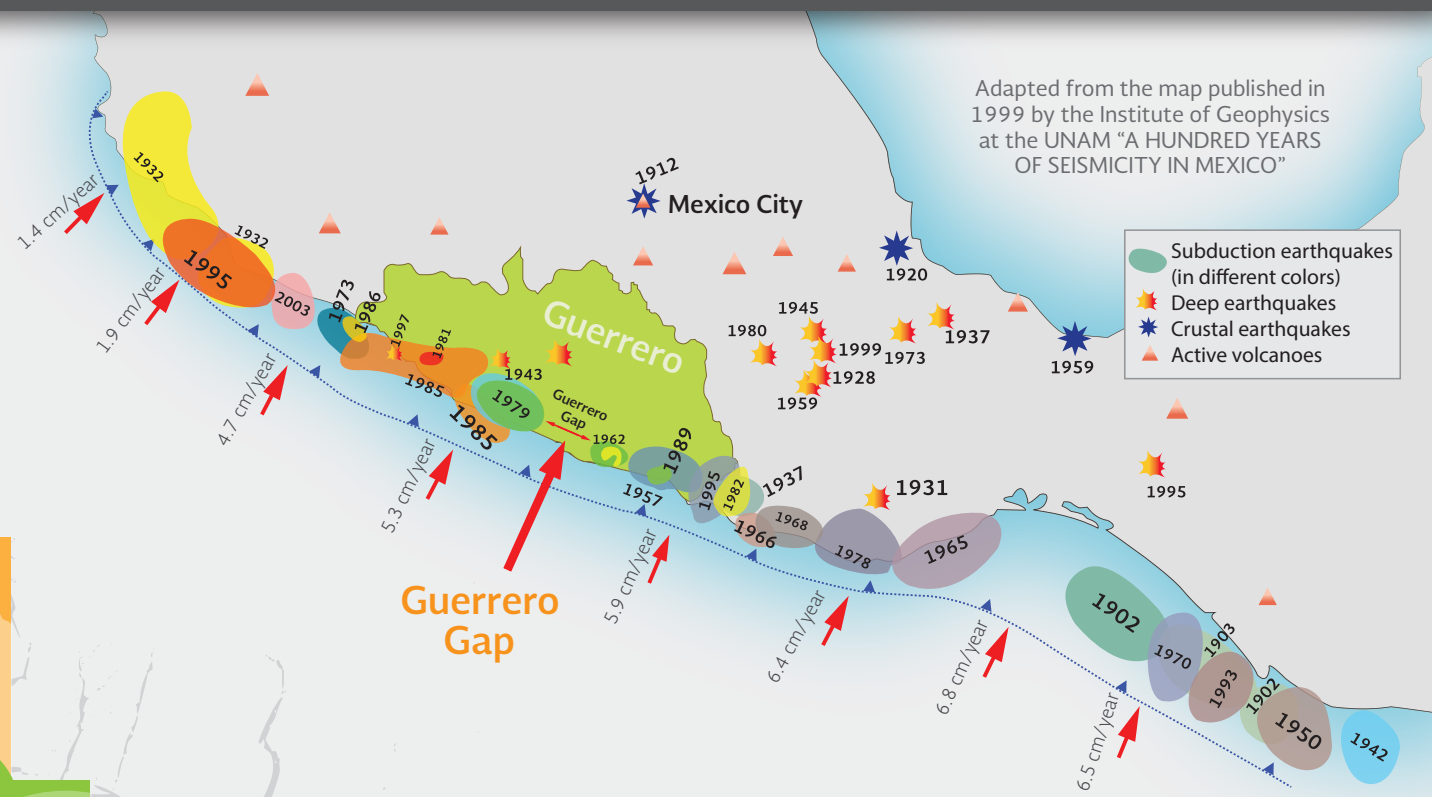 Adapted from the map published in
1999 by the Institute of Geophysics
at the UNAM “A HUNDRED YEARS
OF SEISMICITY IN MEXICO”
Subduction earthquakes
(in different colors)
Deep earthquakes
Crustal earthquakes
Active volcanoes
1912
Mexico City
1920
1959
1932
1932
1995
2003
1973
1986
1997
1981
1985
1985
1943
1979
Guerrero
Guerrero
Gap
1962
1989
1957
1995
1982
1937
1966
1968
1978
1931
1965
1980
1945
1999
1928
1959
1973
1937
1995
1902
1970
1903
1993
1902
1950
1942
1.4 cm/year
1.9 cm/year
4.7 cm/year
5.3 cm/year
5.9 cm/year
6.4 cm/year
6.8 cm/year
6.5 cm/year
Guerrero
Gap